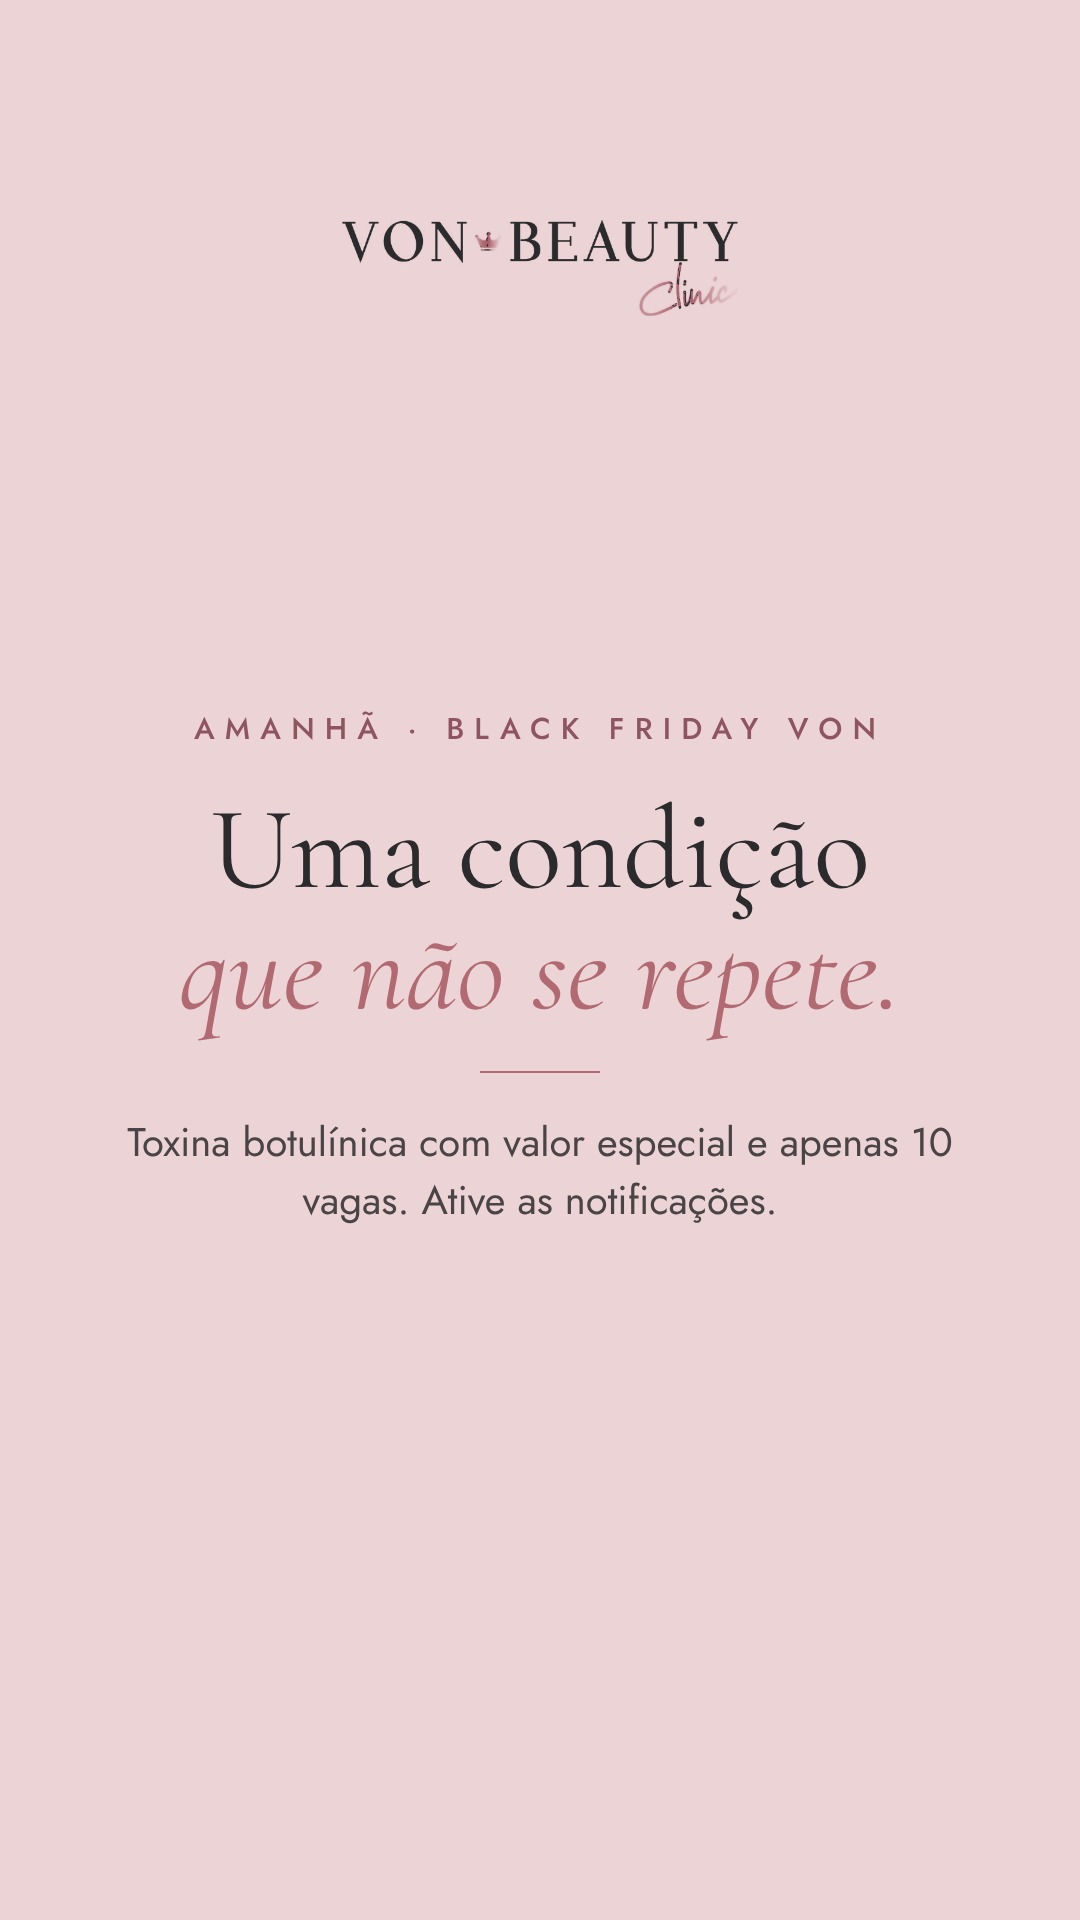 VON BEAUTY
Clinic
AMANHÃ · BLACK FRIDAY VON
Uma condição
que não se repete.
Toxina botulínica com valor especial e apenas 10
vagas. Ative as notificações.